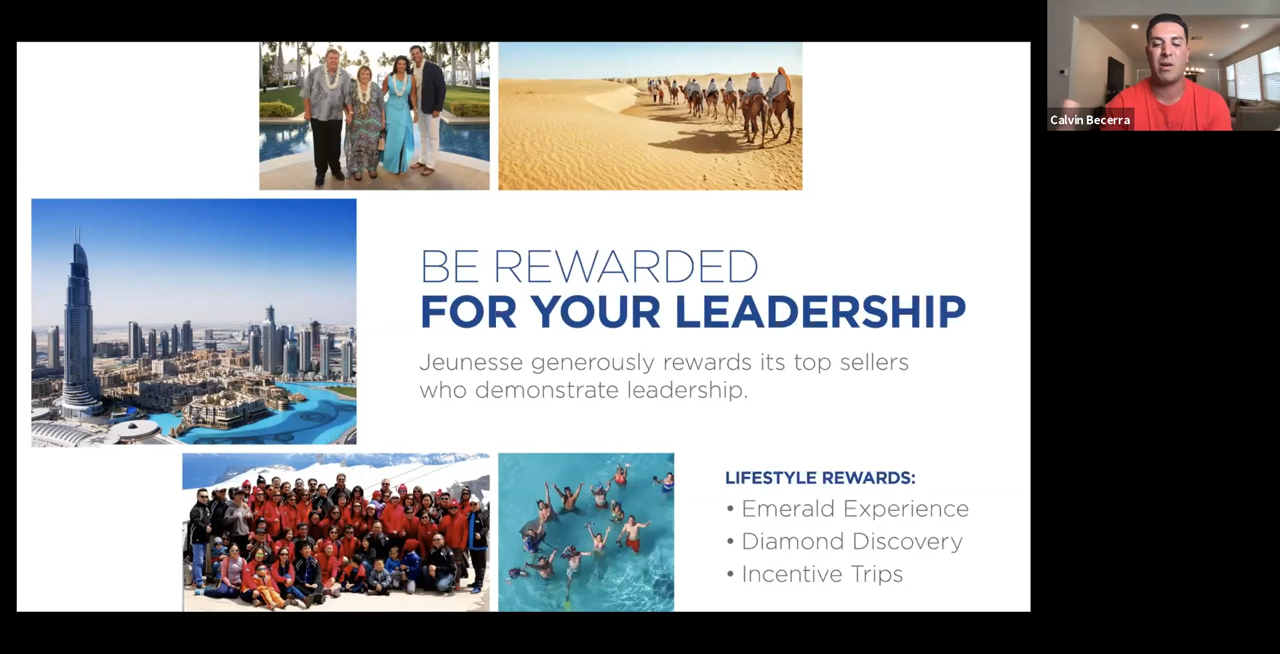 Calvin Becerra
BE REWARDED
FOR YOUR LEADERSHIP
Jeunesse generously rewards its top sellers
who demonstrate leadership.
LIFESTYLE REWARDS:
• Emerald Experience
• Diamond Discovery
• Incentive Trips